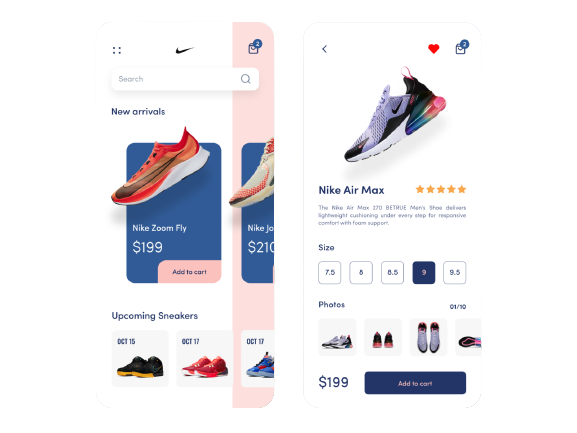 2
Search
New arrivals
Nike Zoom Fly
$199
Add to cart
Nike Jo
$210
Upcoming Sneakers
OCT 15
OCT 17
OCT 17
2
Nike Air Max
The Nike Air Max 270 BETRUE Men's Shoe delivers
lightweight cushioning under every step for responsive
comfort with foam support.
Size
7.5
8
8.5
9
9.5
Photos
01/10
$199
Add to cart